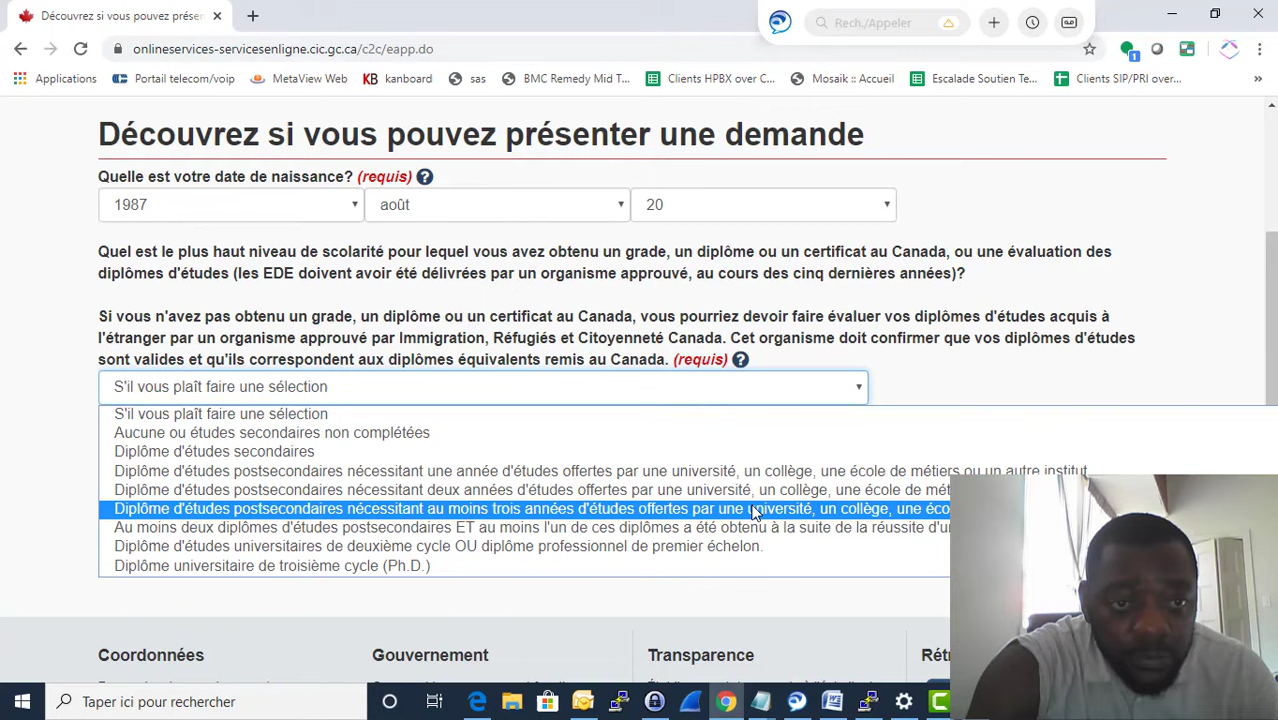 Découvrez si vous pouvez présen
Rech./Appeler
onlineservices-servicesenligne.cic.gc.ca/c2c/eapp.do
1
Applications
Portail telecom/voip
MetaView Web
KB kanboard
sas
BMC Remedy Mid T...
Clients HPBX over C...
Mosaik :: Accueil
Escalade Soutien Te...
Clients SIP/PRI over...
Découvrez si vous pouvez présenter une demande
Quelle est votre date de naissance? (requis)
1987 août 20
Quel est le plus haut niveau de scolarité pour lequel vous avez obtenu un grade, un diplôme ou un certificat au Canada, ou une évaluation des
diplômes d'études (les EDE doivent avoir été délivrées par un organisme approuvé, au cours des cinq dernières années)?
Si vous n'avez pas obtenu un grade, un diplôme ou un certificat au Canada, vous pourriez devoir faire évaluer vos diplômes d'études acquis à
l'étranger par un organisme approuvé par Immigration, Réfugiés et Citoyenneté Canada. Cet organisme doit confirmer que vos diplômes d'études
sont valides et qu'ils correspondent aux diplômes équivalents remis au Canada. (requis)
S'il vous plaît faire une sélection
S'il vous plaît faire une sélection
Aucune ou études secondaires non complétées
Diplôme d'études secondaires
Diplôme d'études postsecondaires nécessitant une année d'études offertes par une université, un collège, une école de métiers ou un autre institut
Diplôme d'études postsecondaires nécessitant deux années d'études offertes par une université, un collège, une école de mét
Diplôme d'études postsecondaires nécessitant au moins trois années d'études offertes par une université, un collège, une éco
Au moins deux diplômes d'études postsecondaires ET au moins l'un de ces diplômes a été obtenu à la suite de la réussite d'un
Diplôme d'études universitaires de deuxième cycle OU diplôme professionnel de premier échelon.
Diplôme universitaire de troisième cycle (Ph.D.)
Coordonnées
Gouvernement
Transparence
Rétr
Taper ici pour rechercher